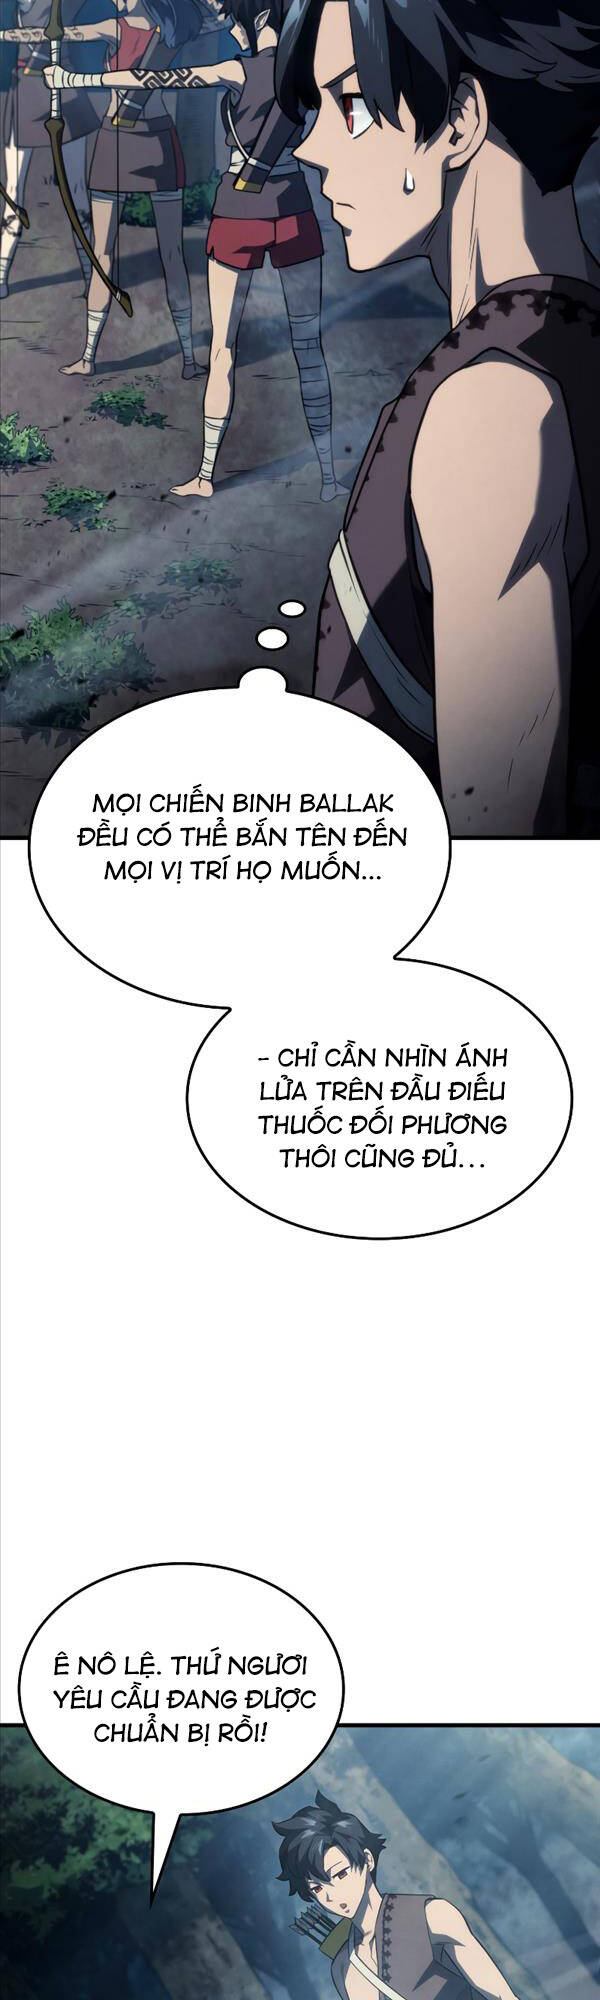 MỌI CHIẾN BINH BALLAK
ĐỀU CÓ THỂ BẮN TÊN ĐẾN
MỌI VỊ TRÍ HỌ MUỐN...
- CHỈ CẦN NHÌN ÁNH
LỬA TRÊN ĐẦU ĐIẾU
THUỐC ĐỐI PHƯƠNG
THÔI CŨNG ĐỦ...
Ê NÔ LỆ. THỨ NGƯƠI
YÊU CẦU ĐANG ĐƯỢC
CHUẨN BỊ RỒI!